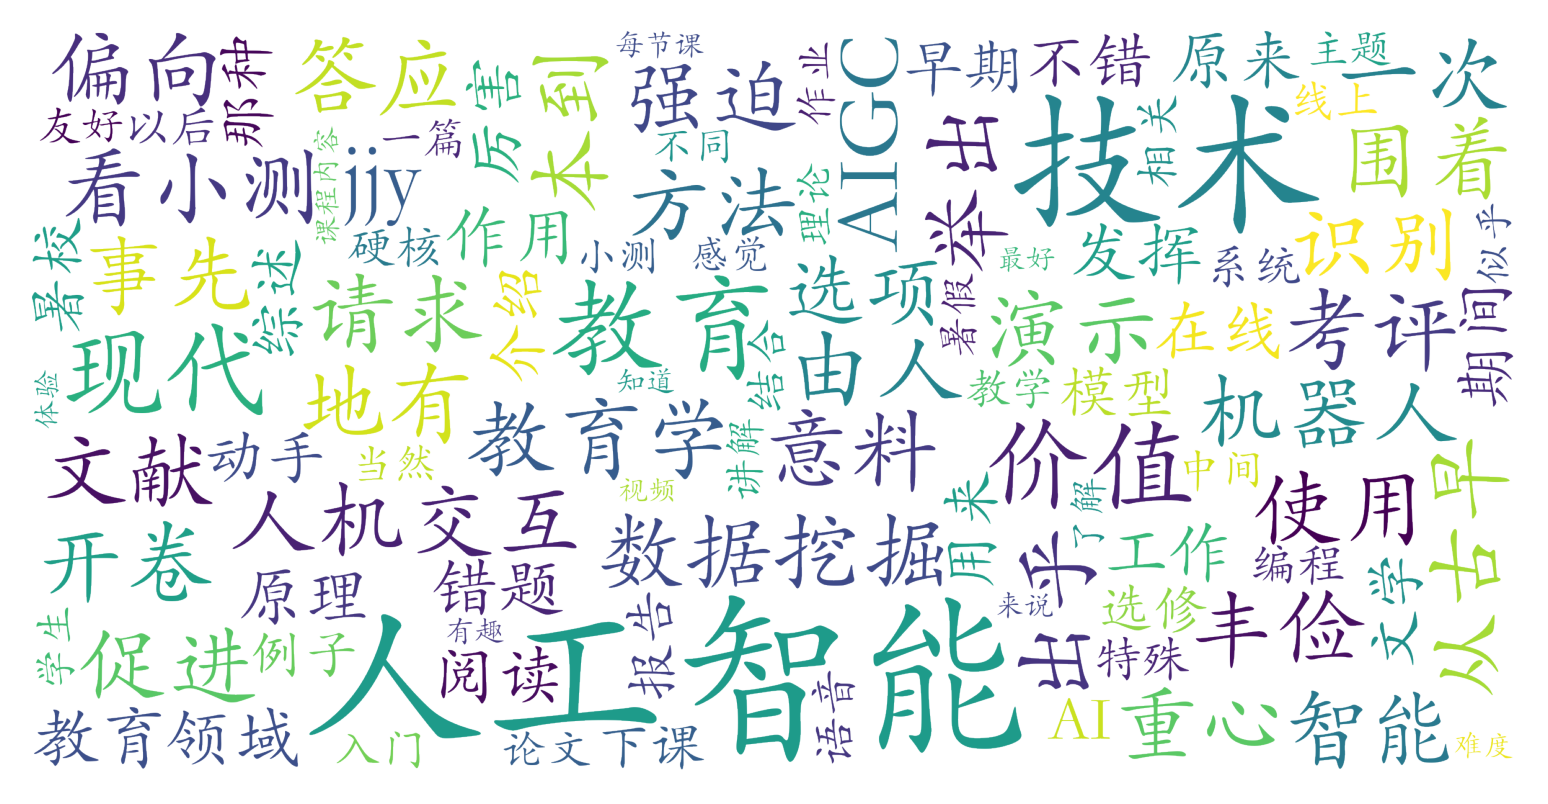 偏向
那种
答应
害
厉
到
本
每节课
强迫
作业
AIGC
早期
不错
原来
主题
一次
友好
以后
一篇
课程内容
不同
线上
相关
技术
围着
看小测
jjy
方法
理论
举出
暑校
事先
综述
硬核
作用
小测
感觉
选项
暑假
最好
发挥
系统
识别
似乎
期间
请求
介绍
教育
结合
由人
演示
在线
考评
现代
体验
地有
知道
教学
模型
机器人
文献
动手
当然
教育学
讲解
意料
价值
中间
从古早
人机交互
视频
数据挖掘
用来
了解
使用
开卷
原理
错题
出乎
工作
编程
文学
学生
促进
例子
有趣
阅读
报告
来说
选修
特殊
丰俭
人工智能
语音
教育领域
入门
论文
下课
AI
重心
智能
难度